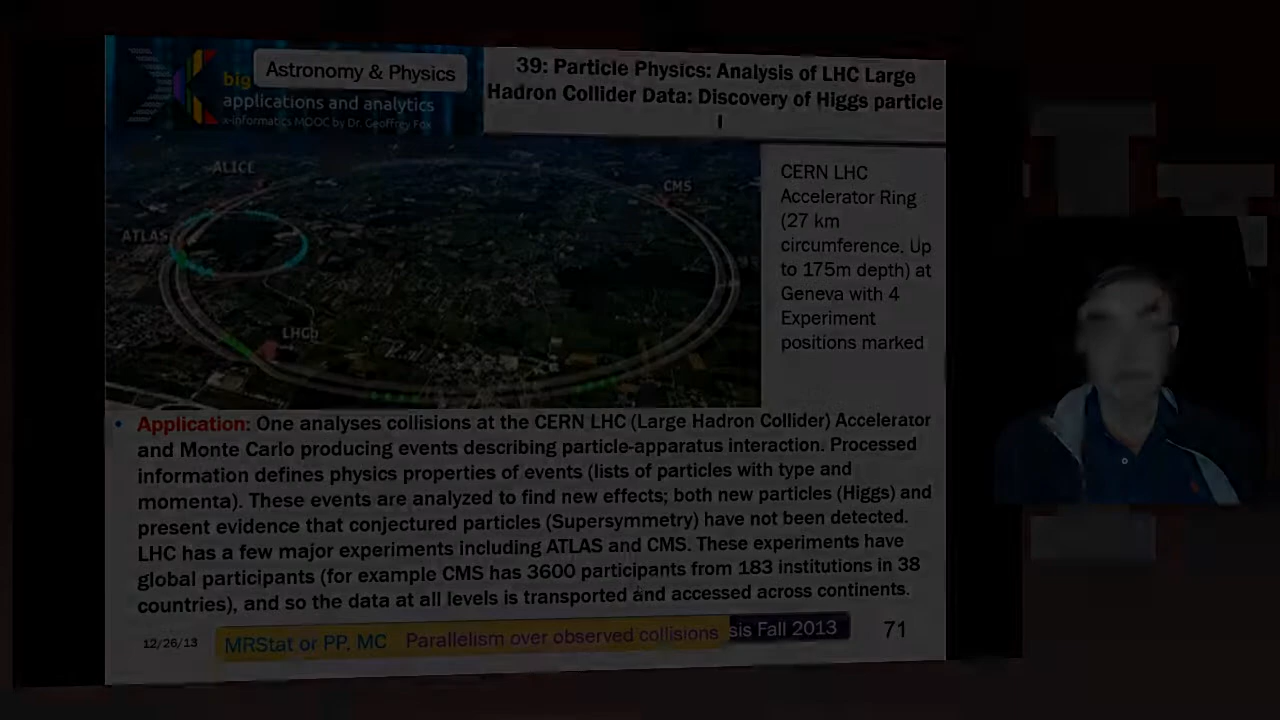 big
Astronomy & Physics
applications and analytics
x-informatics MOOC by Dr. Geoffrey Fox
39: Particle Physics: Analysis of LHC Large
Hadron Collider Data: Discovery of Higgs particle
I
ALICE
CMS
ATLAS
LHCb
CERN LHC
Accelerator Ring
(27 km
circumference. Up
to 175m depth) at
Geneva with 4
Experiment
positions marked
• Application: One analyses collisions at the CERN LHC (Large Hadron Collider) Accelerator
and Monte Carlo producing events describing particle-apparatus interaction. Processed
information defines physics properties of events (lists of particles with type and
momenta). These events are analyzed to find new effects; both new particles (Higgs) and
present evidence that conjectured particles (Supersymmetry) have not been detected.
LHC has a few major experiments including ATLAS and CMS. These experiments have
global participants (for example CMS has 3600 participants from 183 institutions in 38
countries), and so the data at all levels is transported and accessed across continents.
12/26/13
MRStat or PP, MC Parallelism over observed collisions
sis Fall 2013
71